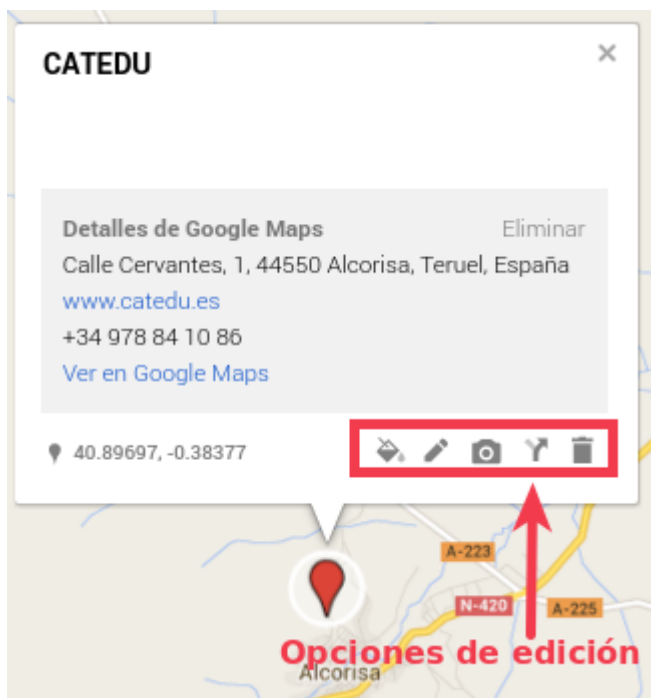 CATEDU
Detalles de Google Maps Eliminar
Calle Cervantes, 1, 44550 Alcorisa, Teruel, España
www.catedu.es
+34 978 84 10 86
Ver en Google Maps
40.89697, -0.38377
A-223
N-420 A-225
Opciones de edición
Alcorisa